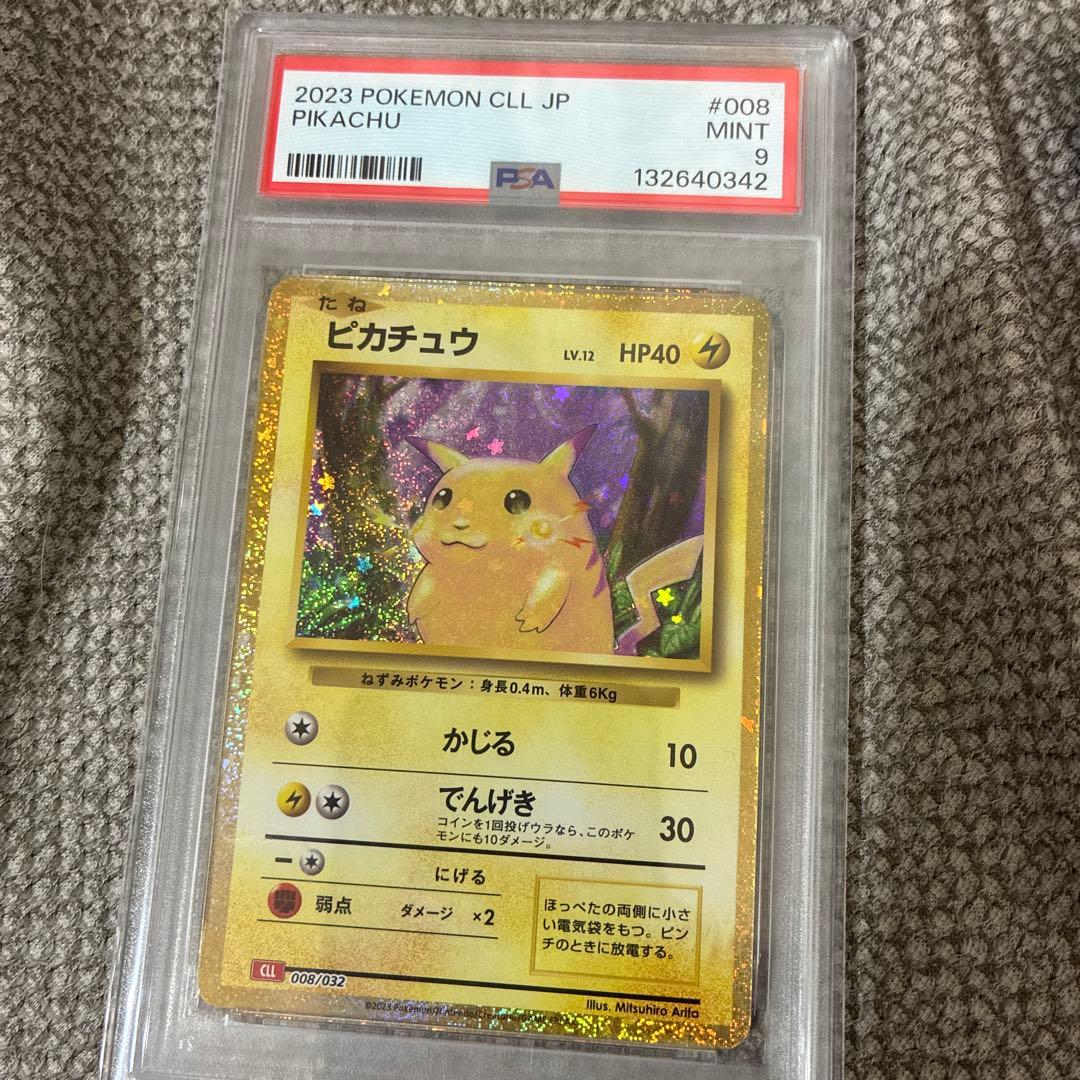 2023 POKEMON CLL JP #008
PIKACHU MINT
9
PSA 132640342
たね
ピカチュウ LV.12 HP40
ねずみポケモン：身長0.4m、体重6Kg
かじる 10
でんげき 30
コインを1回投げウラなら、このポケ
モンにも10ダメージ。
にげる
弱点 ダメージ ×2
ほっぺたの両側に小さ
い電気袋をもつ。ピン
チのときに放電する。
CLL 008/032
Illus. Mitsuhiro Arita
©2023 Pokémon/Nintendo/Creatures/GAME FREAK